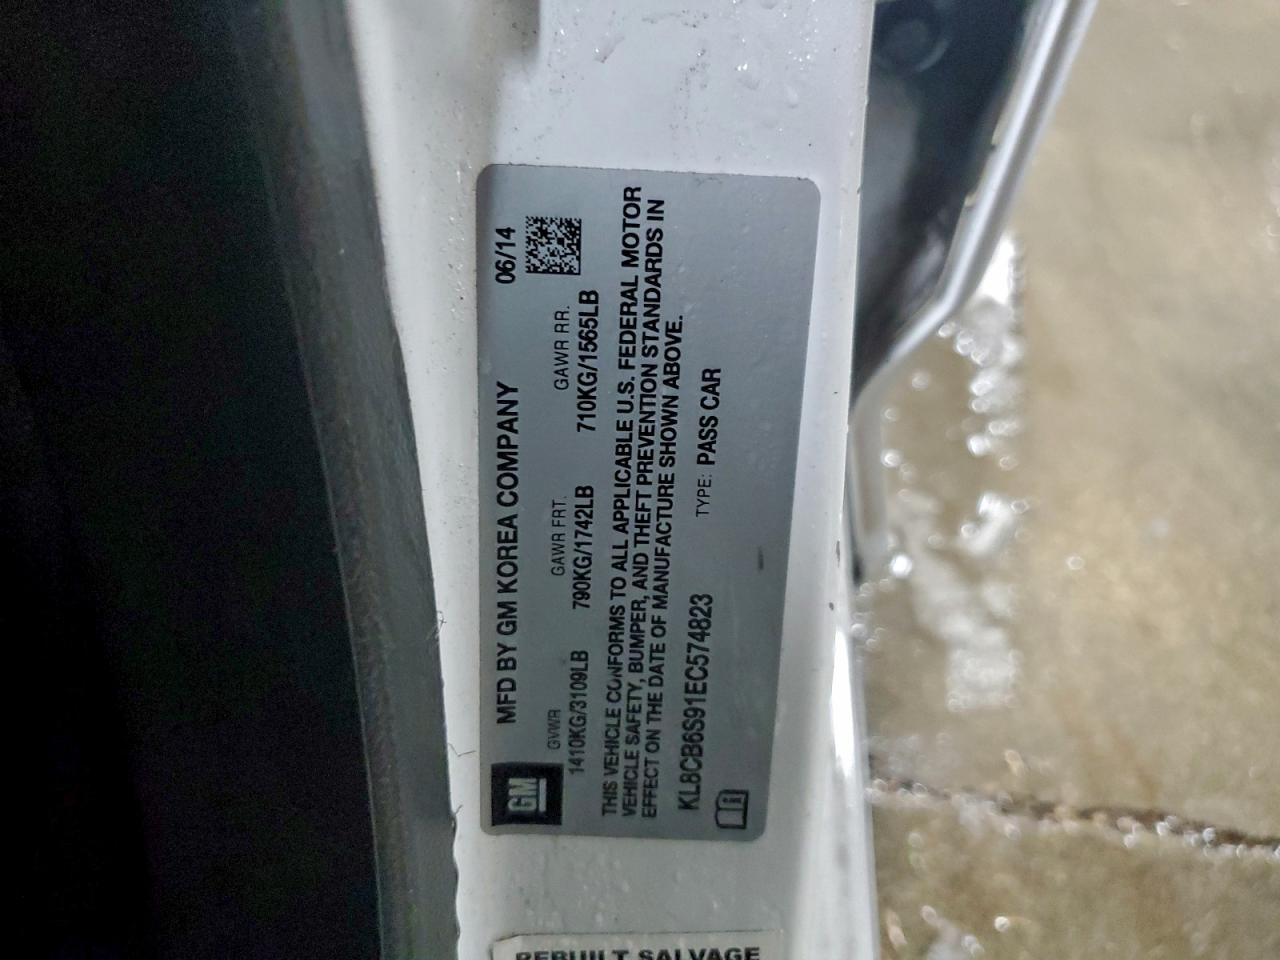 GM
MFD BY GM KOREA COMPANY 06/14
GVWR GAWR FRT. GAWR RR.
1410KG/3109LB 790KG/1742LB 710KG/1565LB
THIS VEHICLE CONFORMS TO ALL APPLICABLE U.S. FEDERAL MOTOR
VEHICLE SAFETY, BUMPER, AND THEFT PREVENTION STANDARDS IN
EFFECT ON THE DATE OF MANUFACTURE SHOWN ABOVE.
KL8CB6S91EC574823 TYPE: PASS CAR
REBUILT SALVAGE